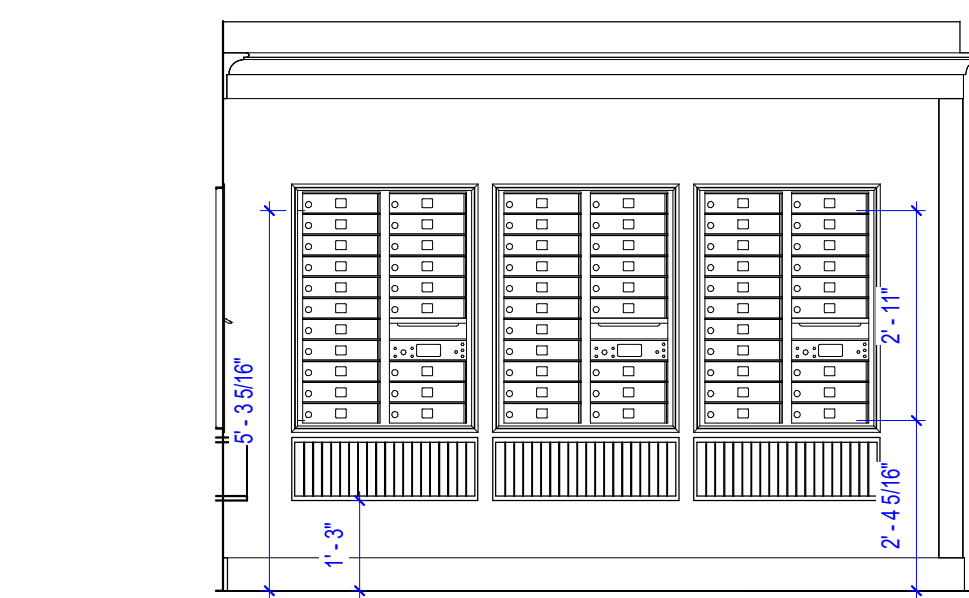 5' - 3 5/16"
1' - 3"
2' - 11"
2' - 4 5/16"